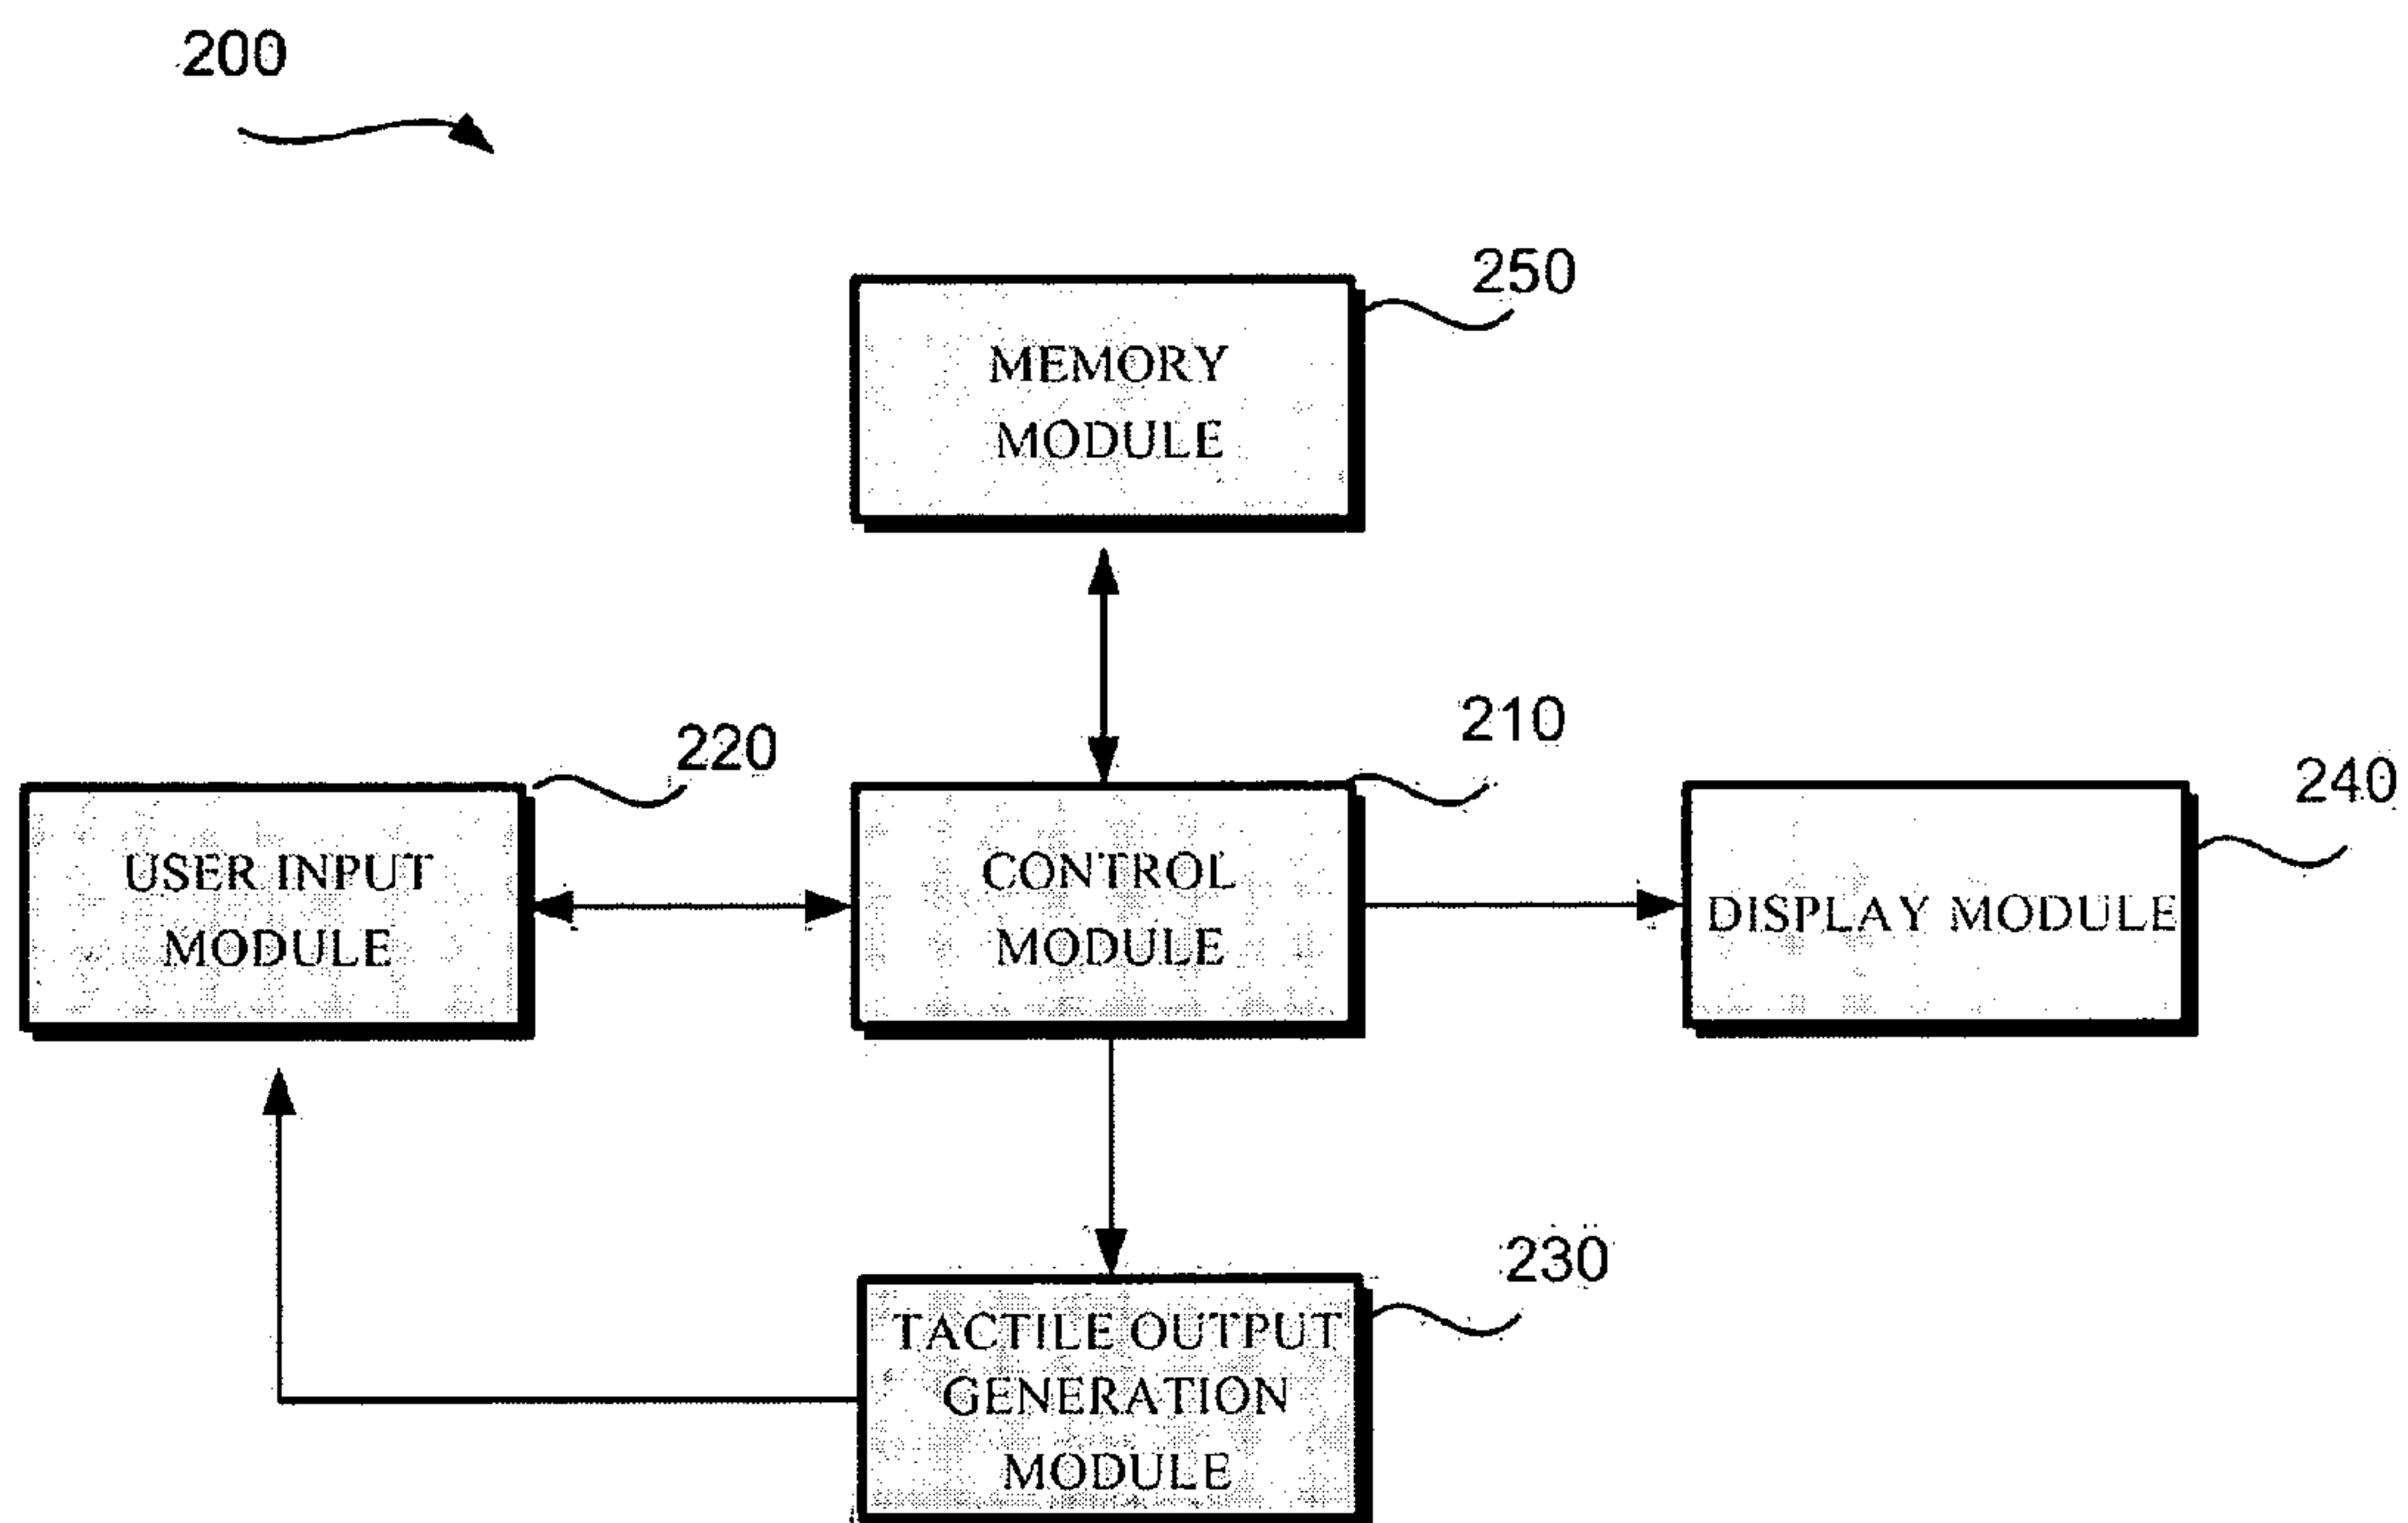 200
250
MEMORY
MODULE
220
210
240
USER INPUT
MODULE
CONTROL
MODULE
DISPLAY MODULE
230
TACTILE OUTPUT
GENERATION
MODULE